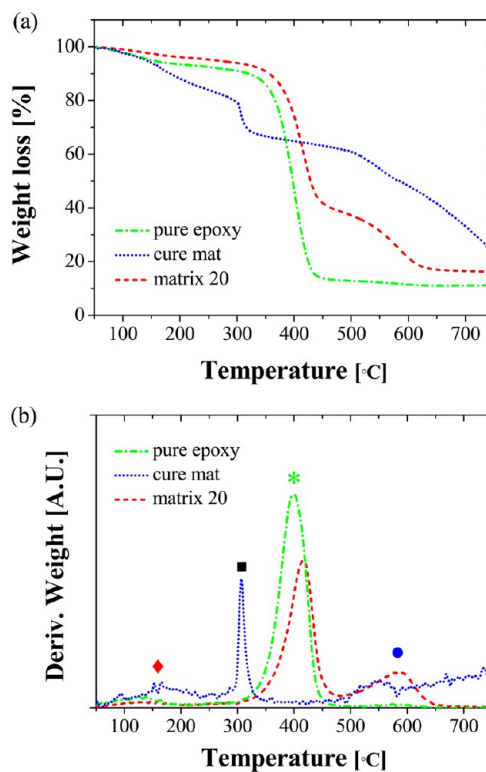 (a)
100
80
60
40
20
0
Weight loss [%]
pure epoxy
cure mat
matrix 20
100 200 300 400 500 600 700
Temperature [°C]
(b)
Deriv. Weight [A.U.]
pure epoxy
cure mat
matrix 20
100 200 300 400 500 600 700
Temperature [°C]